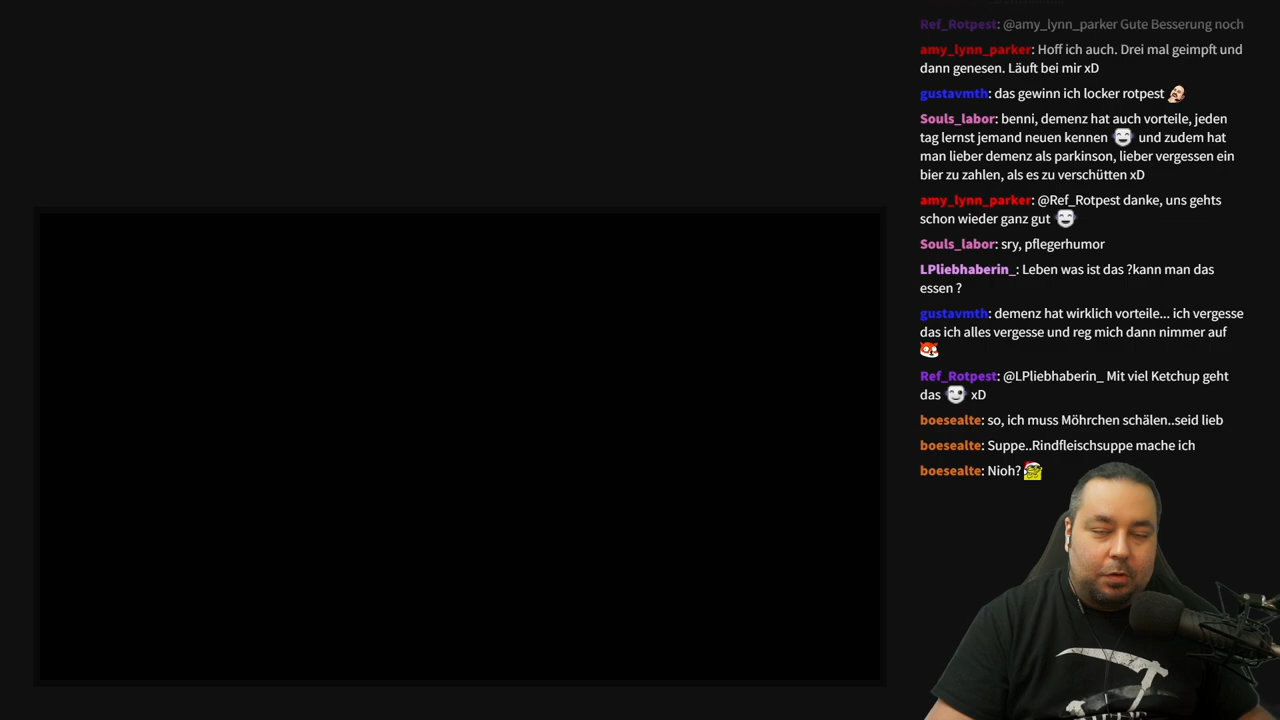 Ref_Rotpest: @amy_lynn_parker Gute Besserung noch
amy_lynn_parker: Hoff ich auch. Drei mal geimpft und
dann genesen. Läuft bei mir xD
gustavmth: das gewinn ich locker rotpest
Souls_labor: benni, demenz hat auch vorteile, jeden
tag lernst jemand neuen kennen und zudem hat
man lieber demenz als parkinson, lieber vergessen ein
bier zu zahlen, als es zu verschütten xD
amy_lynn_parker: @Ref_Rotpest danke, uns gehts
schon wieder ganz gut
Souls_labor: sry, pflegerhumor
LPliebhaberin_: Leben was ist das ?kann man das
essen ?
gustavmth: demenz hat wirklich vorteile... ich vergesse
das ich alles vergesse und reg mich dann nimmer auf
Ref_Rotpest: @LPliebhaberin_ Mit viel Ketchup geht
das xD
boesealte: so, ich muss Möhrchen schälen..seid lieb
boesealte: Suppe..Rindfleischsuppe mache ich
boesealte: Nioh?